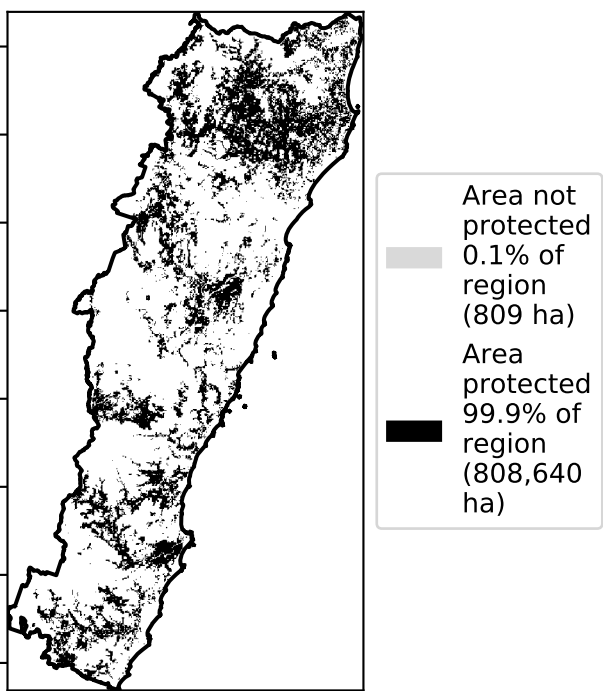 Area not
protected
0.1% of
region
(809 ha)
Area
protected
99.9% of
region
(808,640
ha)